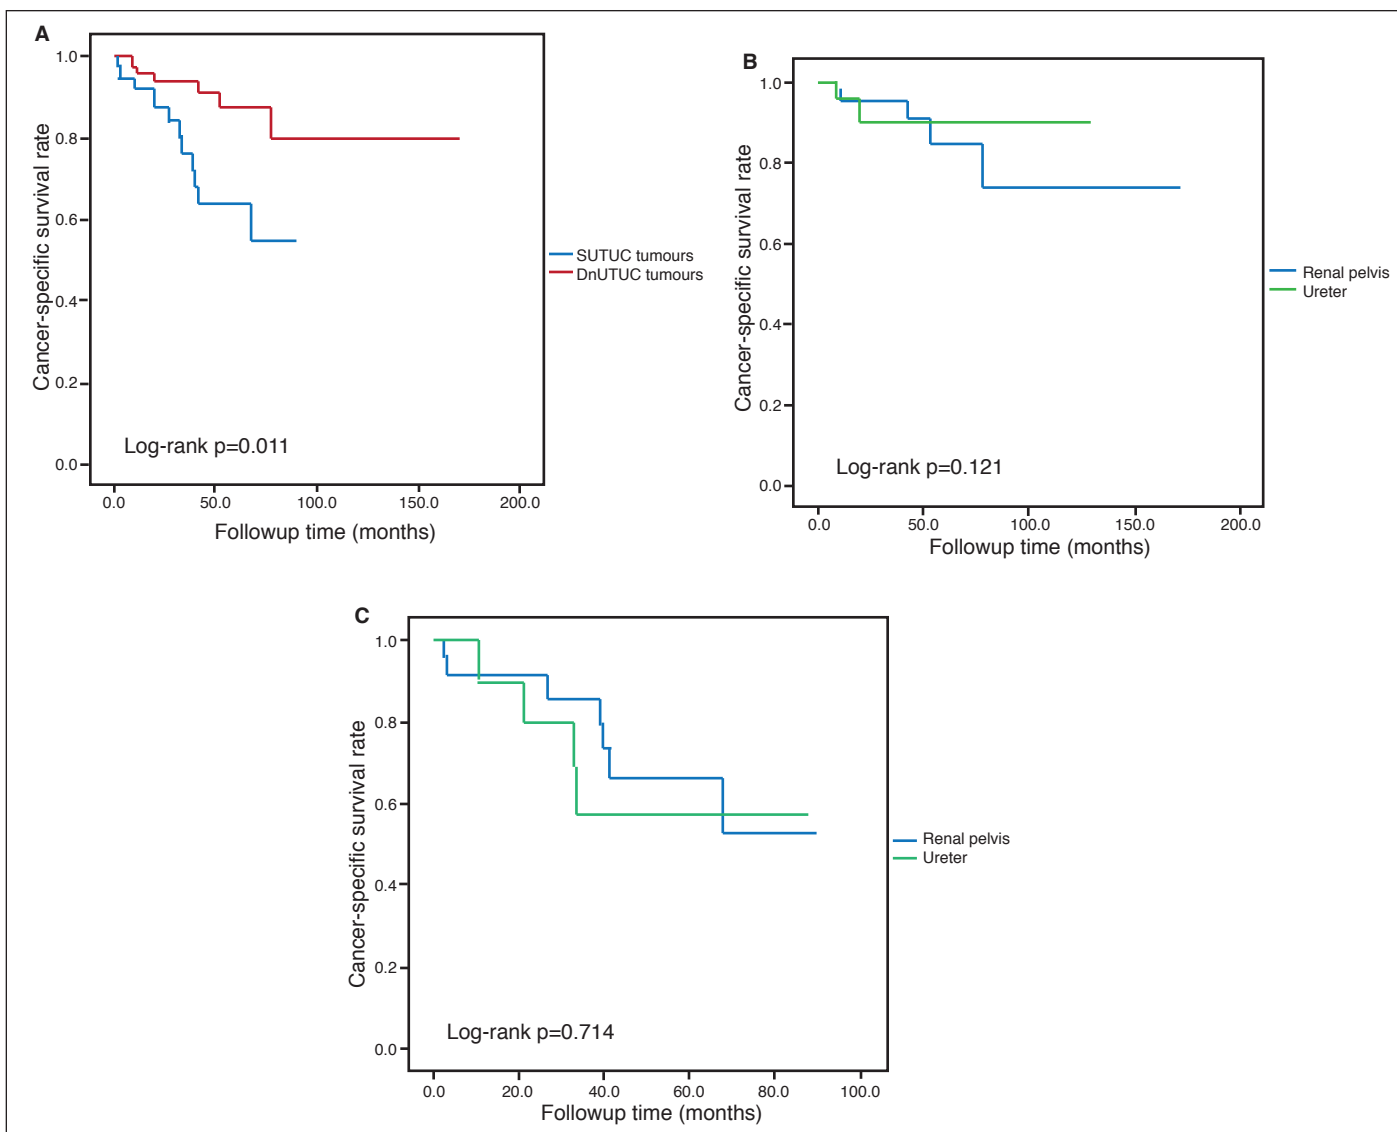 A
Cancer-specific survival rate
1.0
0.8
0.6
0.4
0.2
0.0
Log-rank p=0.011
0.0 50.0 100.0 150.0 200.0
Followup time (months)
SUTUC tumours
DnUTUC tumours
B
Cancer-specific survival rate
1.0
0.8
0.6
0.4
0.2
0.0
Log-rank p=0.121
0.0 50.0 100.0 150.0 200.0
Followup time (months)
Renal pelvis
Ureter
C
Cancer-specific survival rate
1.0
0.8
0.6
0.4
0.2
0.0
Log-rank p=0.714
0.0 20.0 40.0 60.0 80.0 100.0
Followup time (months)
Renal pelvis
Ureter